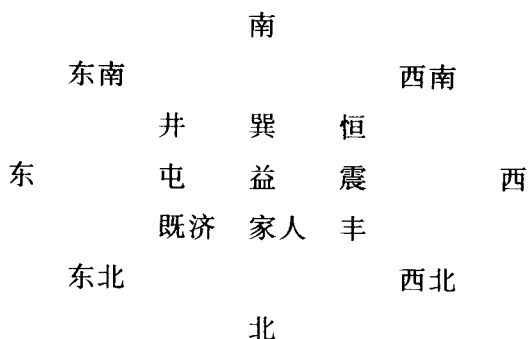 南
东南 西南
井 巽 恒
东 屯 益 震 西
既济 家人 丰
东北 西北
北